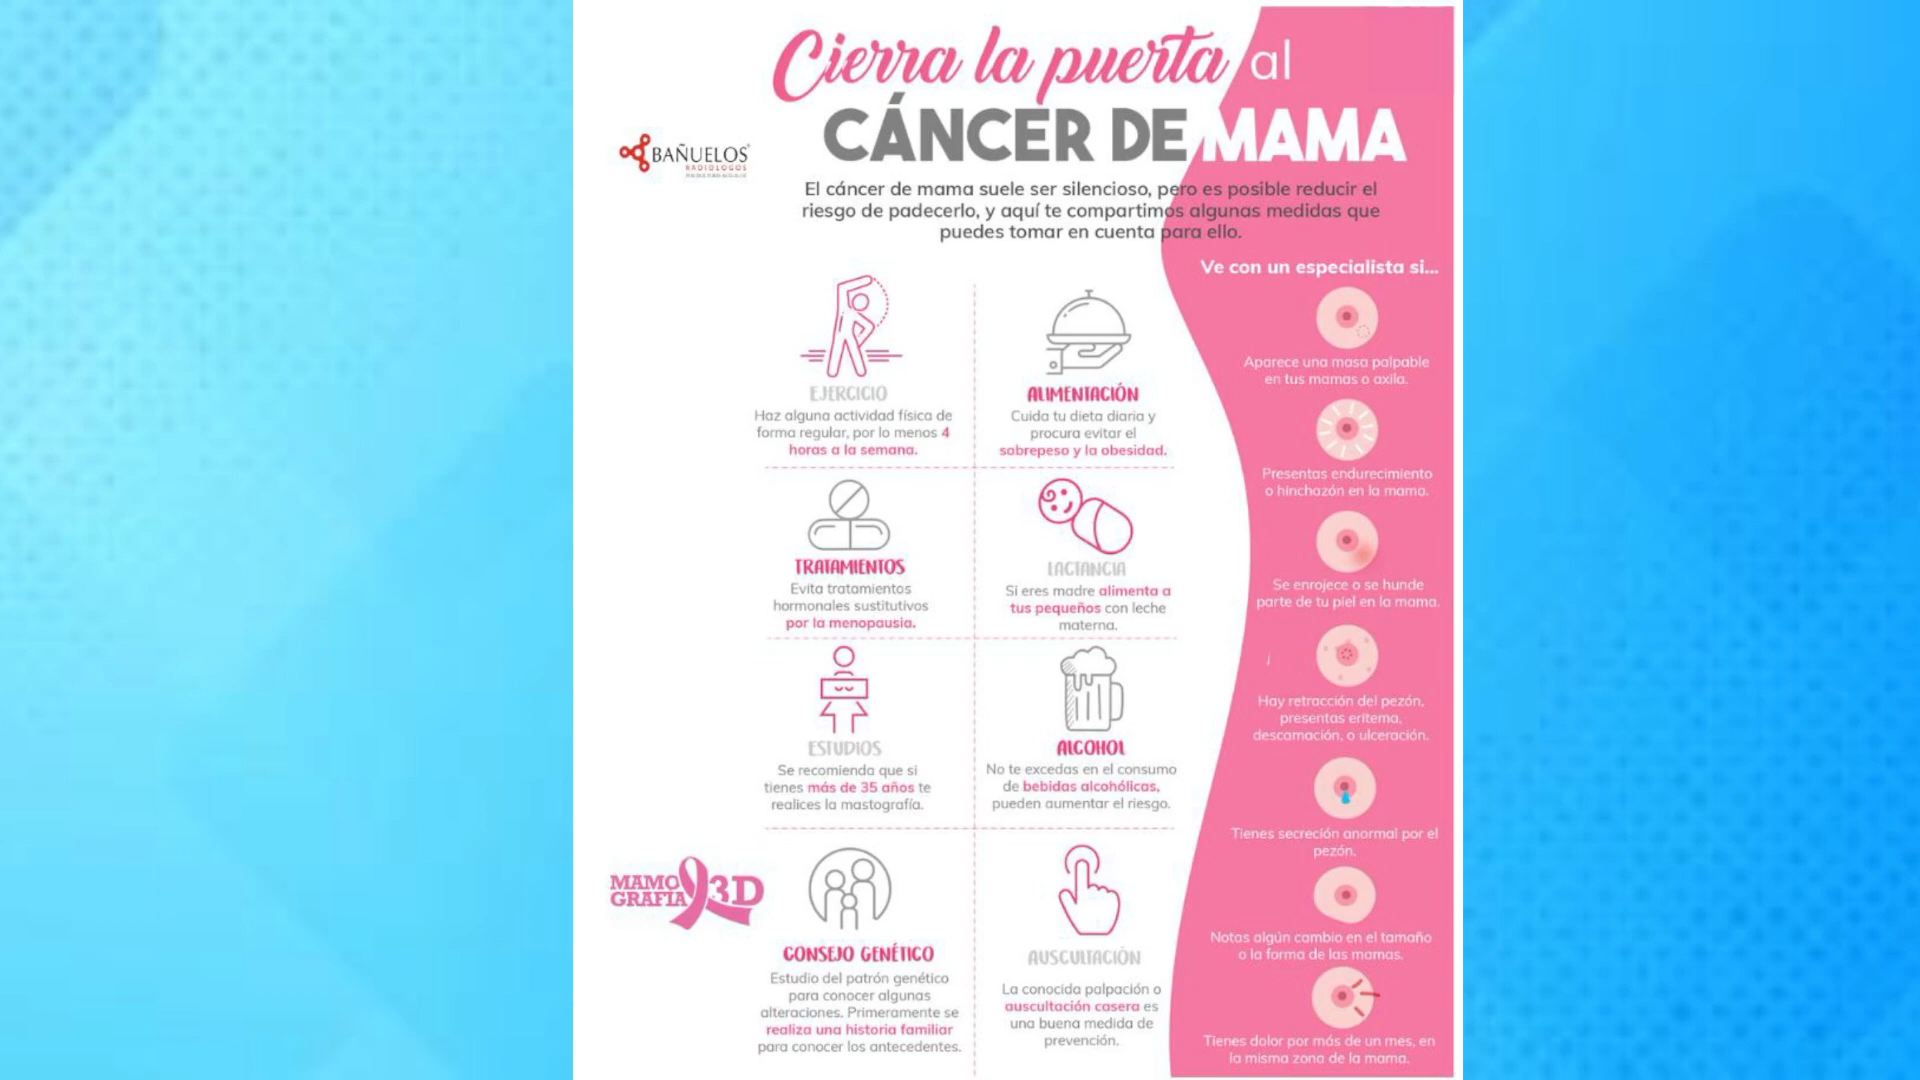 Cierra la puerta al
CÁNCER DE MAMA
BAÑUELOS
RADIOLOGOS
El cáncer de mama suele ser silencioso, pero es posible reducir el
riesgo de padecerlo, y aquí te compartimos algunas medidas que
puedes tomar en cuenta para ello.
EJERCICIO
Haz alguna actividad física de
forma regular, por lo menos 4
horas a la semana.
ALIMENTACIÓN
Cuida tu dieta diaria y
procura evitar el
sobrepeso y la obesidad.
TRATAMIENTOS
Evita tratamientos
hormonales sustitutivos
por la menopausia.
LACTANCIA
Si eres madre alimenta a
tus pequeños con leche
materna.
ESTUDIOS
Se recomienda que si
tienes más de 35 años te
realices la mastografía.
ALCOHOL
No te excedas en el consumo
de bebidas alcohólicas,
pueden aumentar el riesgo.
MAMO
GRAFIA
3D
CONSEJO GENÉTICO
Estudio del patrón genético
para conocer algunas
alteraciones. Primeramente se
realiza una historia familiar
para conocer los antecedentes.
AUSCULTACIÓN
La conocida palpación o
auscultación casera es
una buena medida de
prevención.
Ve con un especialista si...
Aparece una masa palpable
en tus mamas o axila.
Presentas endurecimiento
o hinchazón en la mama.
Se enrojece o se hunde
parte de tu piel en la mama.
Hay retracción del pezón,
presentas eritema,
descamación, o ulceración.
Tienes secreción anormal por el
pezón.
Notas algún cambio en el tamaño
o la forma de las mamas.
Tienes dolor por más de un mes, en
la misma zona de la mama.